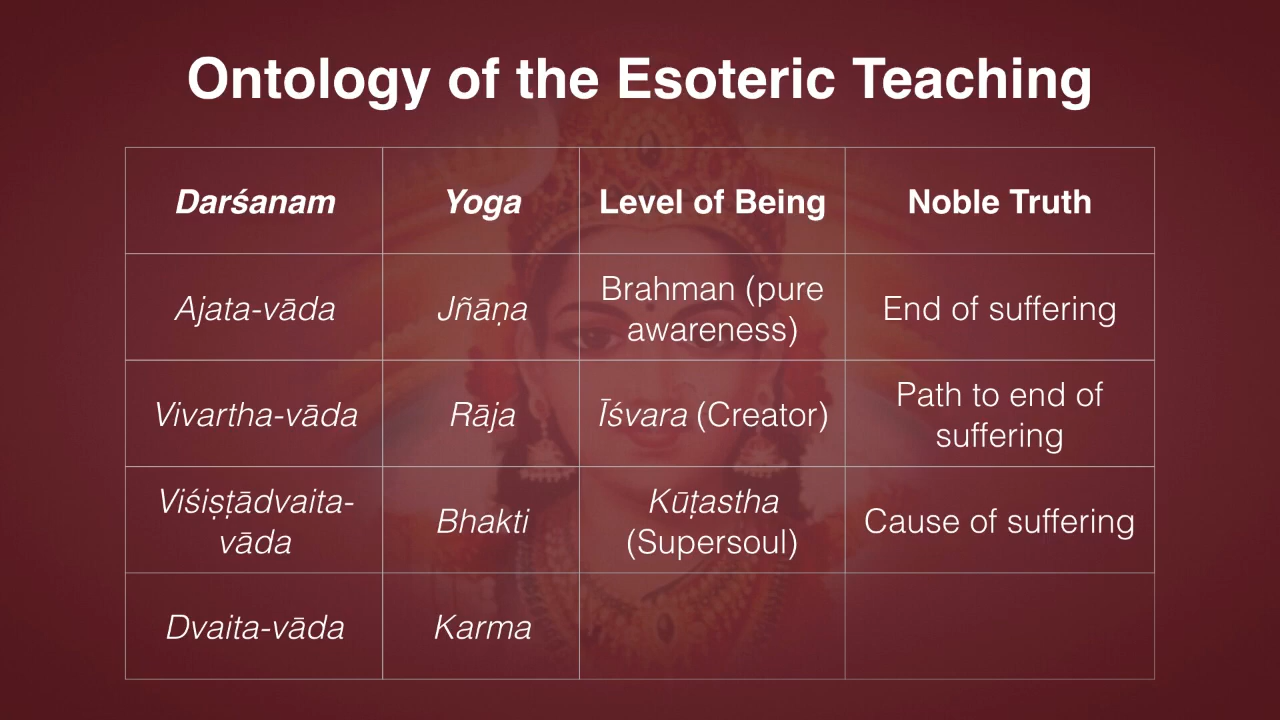 Ontology of the Esoteric Teaching
Darśanam Yoga Level of Being Noble Truth
Ajata-vāda Jñāṇa Brahman (pure awareness) End of suffering
Vivartha-vāda Rāja Īśvara (Creator) Path to end of suffering
Viśiṣṭādvaita-vāda Bhakti Kūṭastha (Supersoul) Cause of suffering
Dvaita-vāda Karma